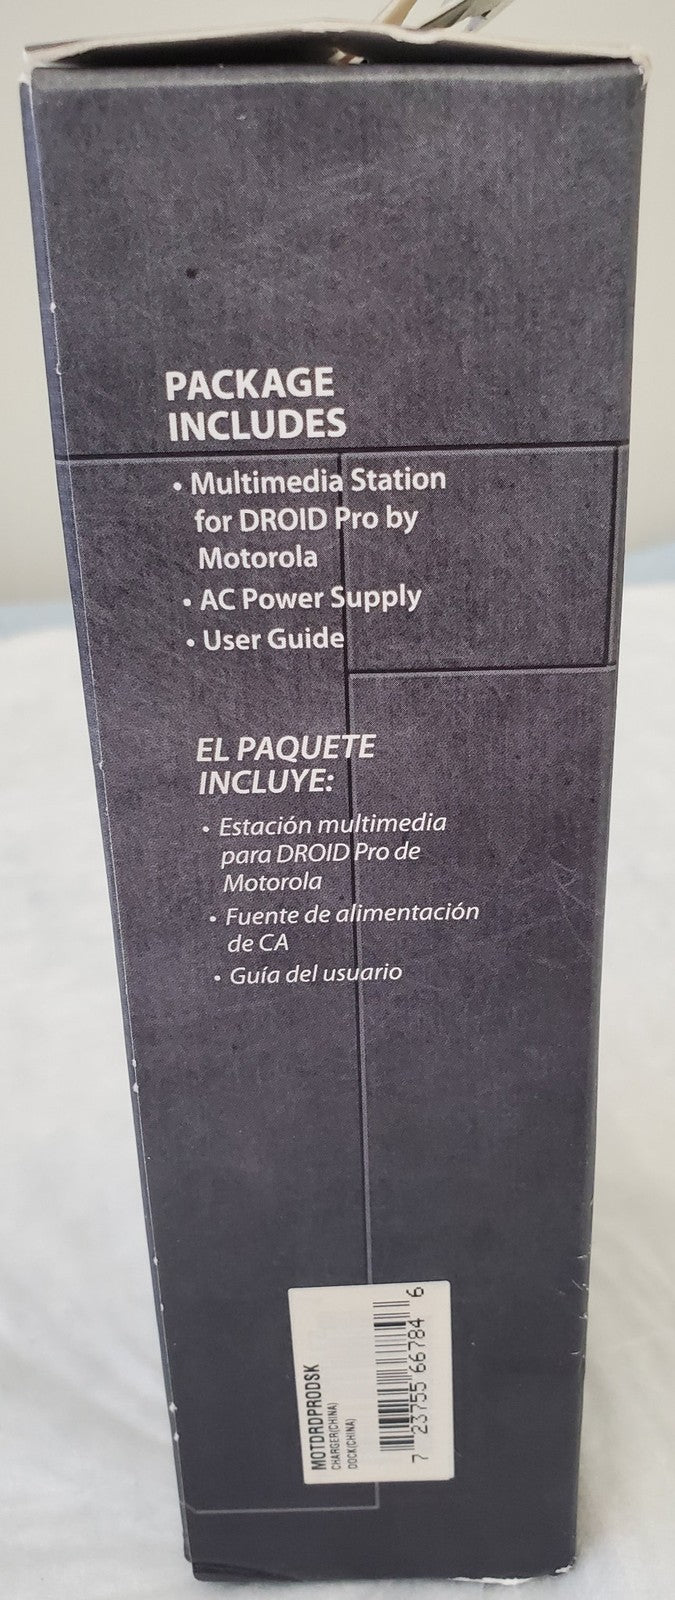 PACKAGE
INCLUDES
• Multimedia Station
for DROID Pro by
Motorola
• AC Power Supply
• User Guide
EL PAQUETE
INCLUYE:
• Estación multimedia
para DROID Pro de
Motorola
• Fuente de alimentación
de CA
• Guía del usuario
MOTDRDPRODSK
CHARGER(CHINA)
DOCK(CHINA)
7 23755 66784 6